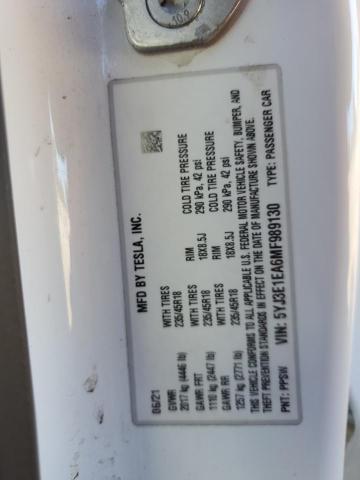 10.9
MFD BY TESLA, INC.
06/21
GVWR WITH TIRES RIM COLD TIRE PRESSURE
2017 kg (4446 lb) 235/45R18 18X8.5J 290 kPa, 42 psi
GAWR FRT WITH TIRES RIM COLD TIRE PRESSURE
1110 kg (2447 lb) 235/45R18 18X8.5J 290 kPa, 42 psi
GAWR RR
1257 kg (2771 lb) 235/45R18
THIS VEHICLE CONFORMS TO ALL APPLICABLE U.S. FEDERAL MOTOR VEHICLE SAFETY, BUMPER, AND
THEFT PREVENTION STANDARDS IN EFFECT ON THE DATE OF MANUFACTURE SHOWN ABOVE.
VIN: 5YJ3E1EA6MF989130 TYPE: PASSENGER CAR
PNT: PPSW